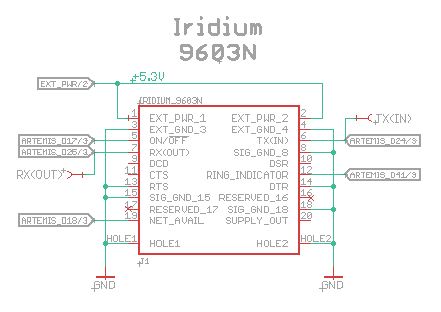 Iridium
9603N
EXT_PWR/2
+5.3V
IRIDIUM_9603N
1 EXT_PWR_1 EXT_PWR_2 2
3 EXT_GND_3 EXT_GND_4 4
TX(IN)
ARTEMIS_D17/3 5 ON/OFF TX(IN) 6 ARTEMIS_D24/3
ARTEMIS_D25/3 7 RX(OUT) SIG_GND_8 8
9 DCD DSR 10
RX(OUT) 11 CTS RING_INDICATOR 12 ARTEMIS_D41/3
13 RTS DTR 14
15 SIG_GND_15 RESERVED_16 16
17 RESERVED_17 SIG_GND_18 18
ARTEMIS_D18/3 19 NET_AVAIL SUPPLY_OUT 20
HOLE1 HOLE1 HOLE2 HOLE2
J1
GND GND